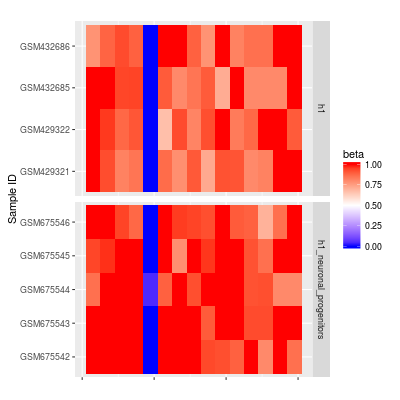 GSM432686
GSM432685
GSM429322
GSM429321
h1
GSM675546
GSM675545
GSM675544
GSM675543
GSM675542
h1_neuronal_progenitors
Sample ID
beta
1.00
0.75
0.50
0.25
0.00